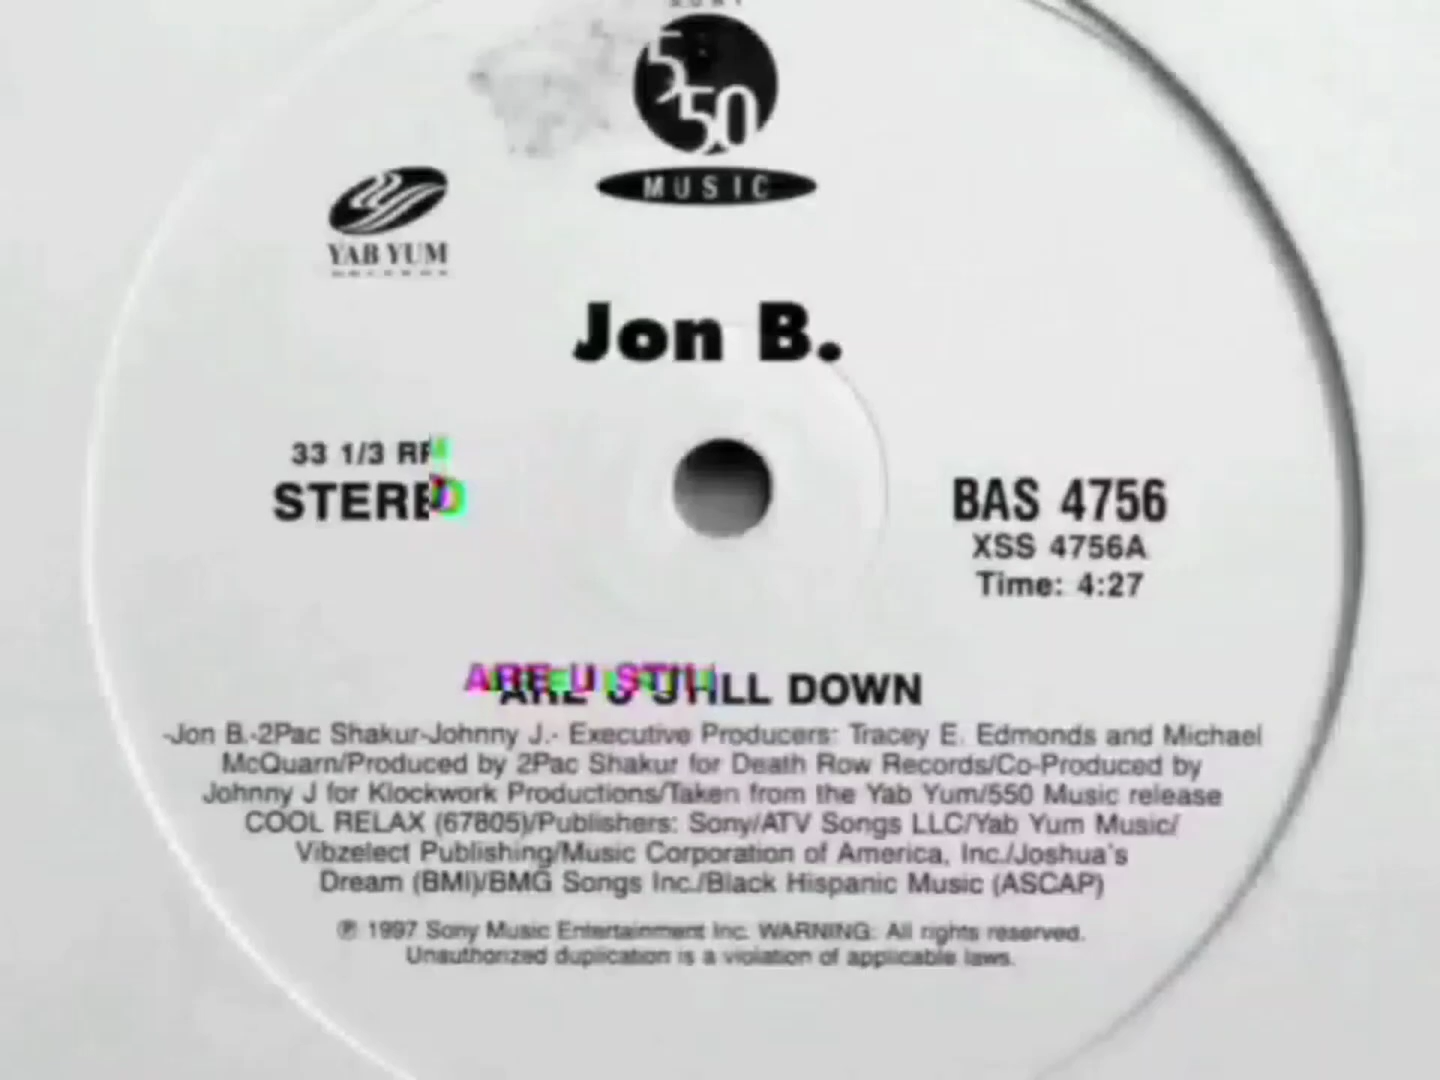 SONY
550
MUSIC
YAB YUM
RECORDS
Jon B.
33 1/3 RPM
STEREO
BAS 4756
XSS 4756A
Time: 4:27
ARE U STILL DOWN
-Jon B.-2Pac Shakur-Johnny J.- Executive Producers: Tracey E. Edmonds and Michael
McQuarn/Produced by 2Pac Shakur for Death Row Records/Co-Produced by
Johnny J for Klockwork Productions/Taken from the Yab Yum/550 Music release
COOL RELAX (67805)/Publishers: Sony/ATV Songs LLC/Yab Yum Music/
Vibzelect Publishing/Music Corporation of America, Inc./Joshua's
Dream (BMI)/BMG Songs Inc./Black Hispanic Music (ASCAP)
℗ 1997 Sony Music Entertainment Inc. WARNING: All rights reserved.
Unauthorized duplication is a violation of applicable laws.